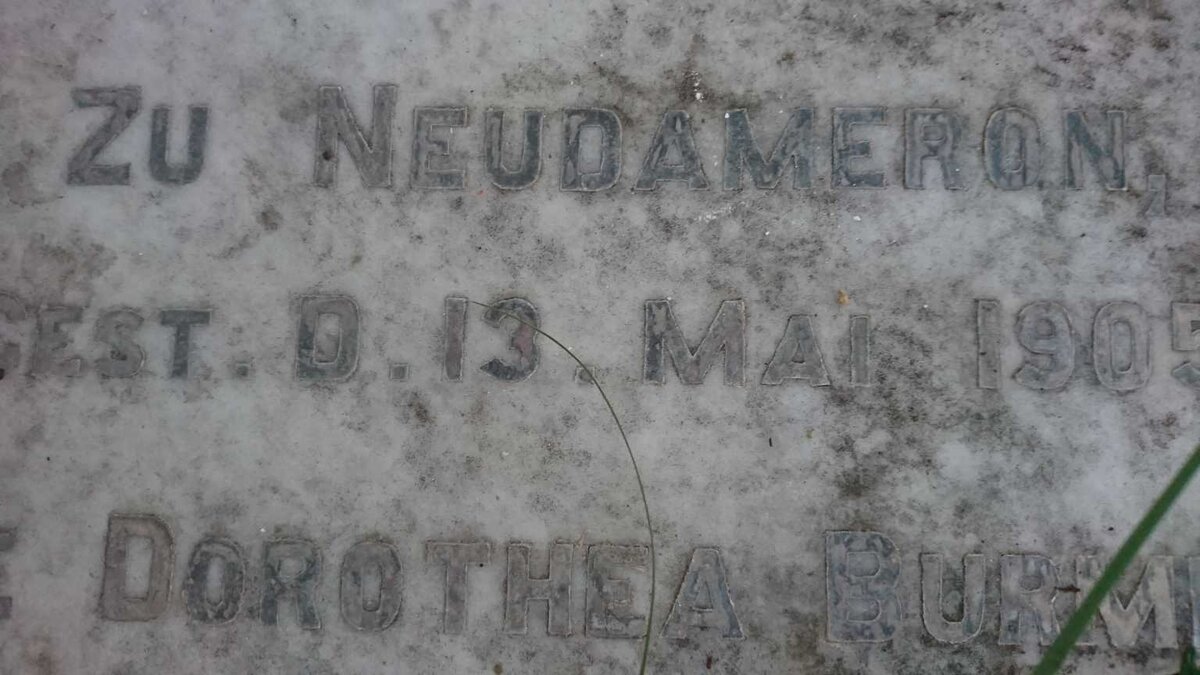 ZU NEUDAMERON,
GEST. D. 13. MAI 1905
DOROTHEA